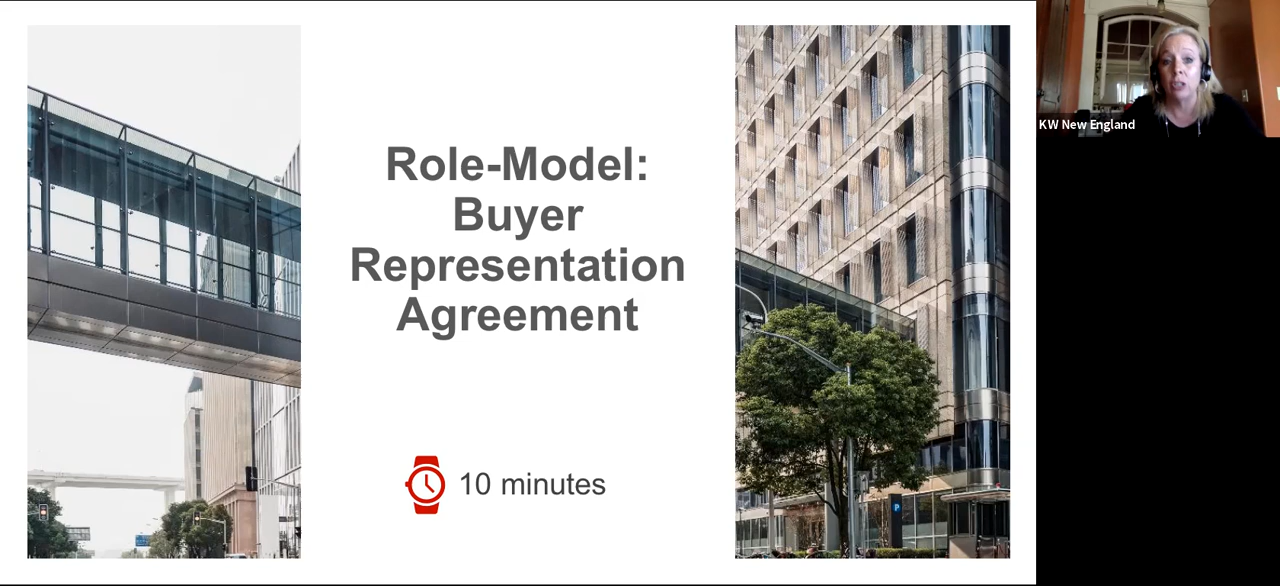 Role-Model:
Buyer
Representation
Agreement
10 minutes
KW New England
P